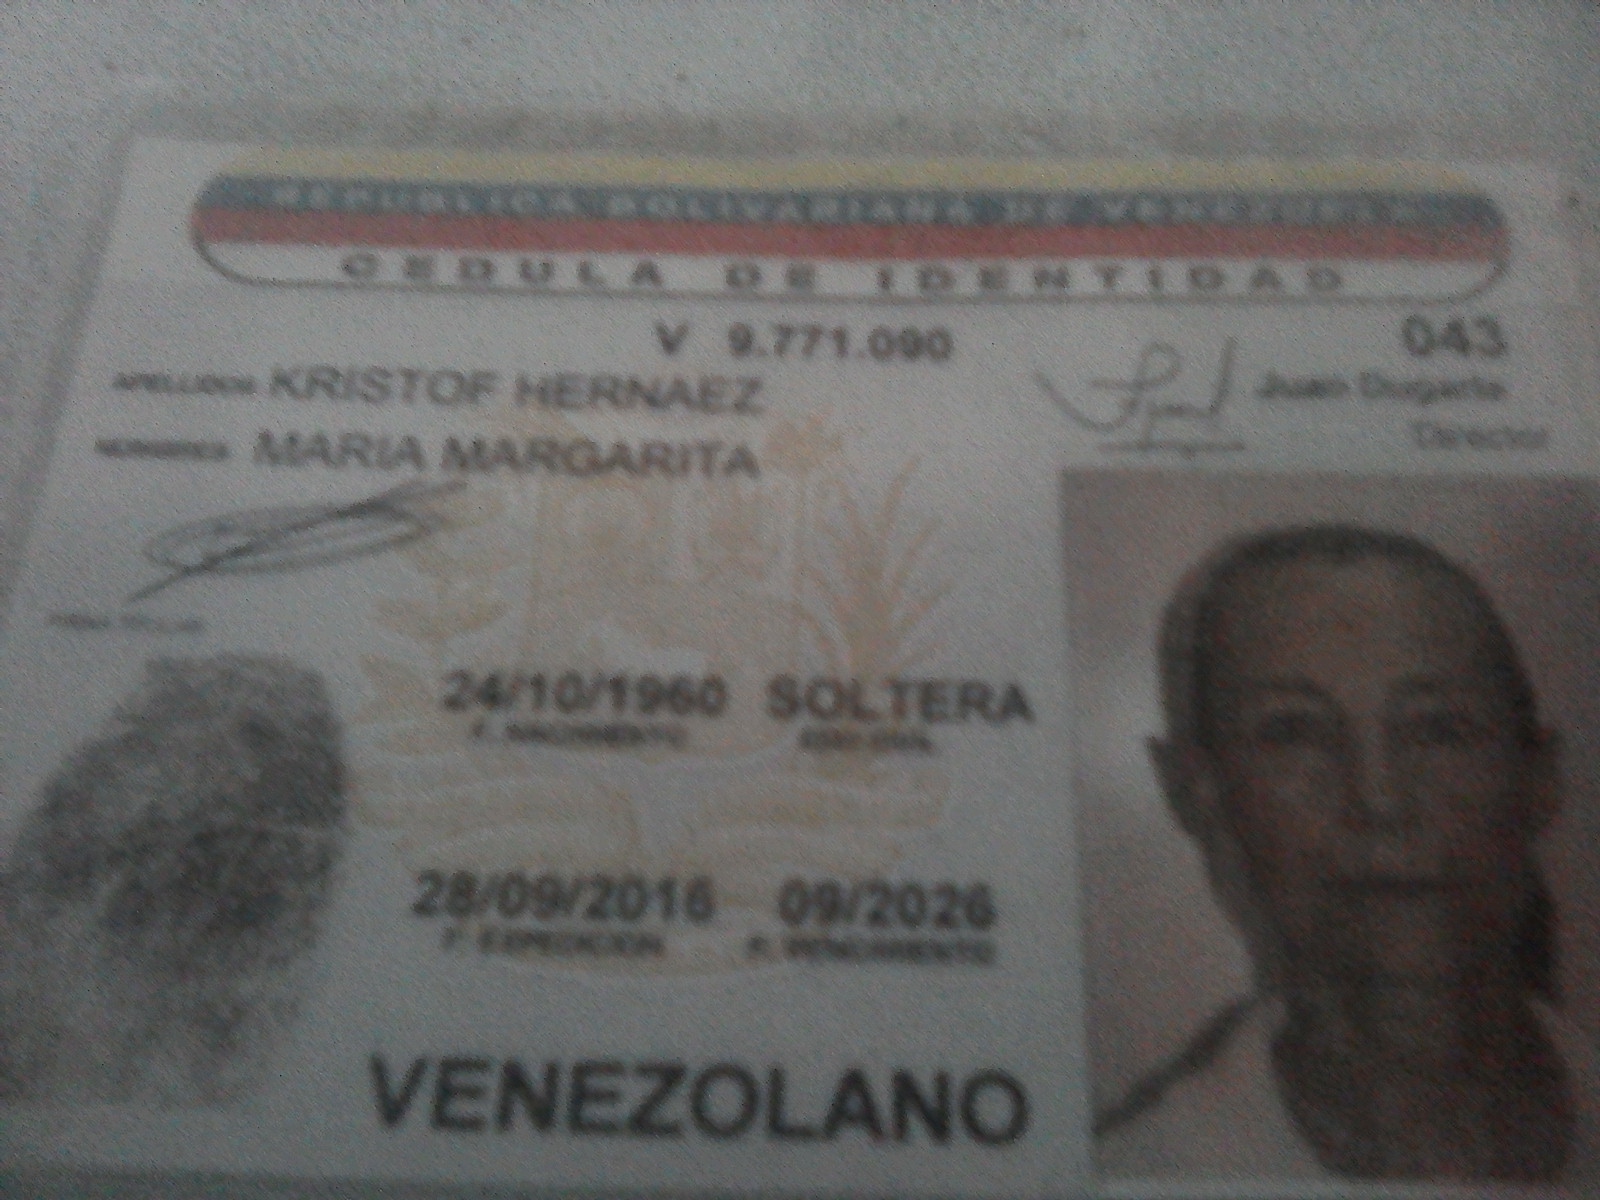 REPUBLICA BOLIVARIANA DE VENEZUELA
CEDULA DE IDENTIDAD
V 9.771.090
043
APELLIDOS KRISTOF HERNAEZ
Juan Dugarte
Director
NOMBRES MARIA MARGARITA
FIRMA TITULAR
24/10/1960 SOLTERA
F. NACIMIENTO EDO CIVIL
28/09/2016 09/2026
F. EXPEDICION F. VENCIMIENTO
VENEZOLANO